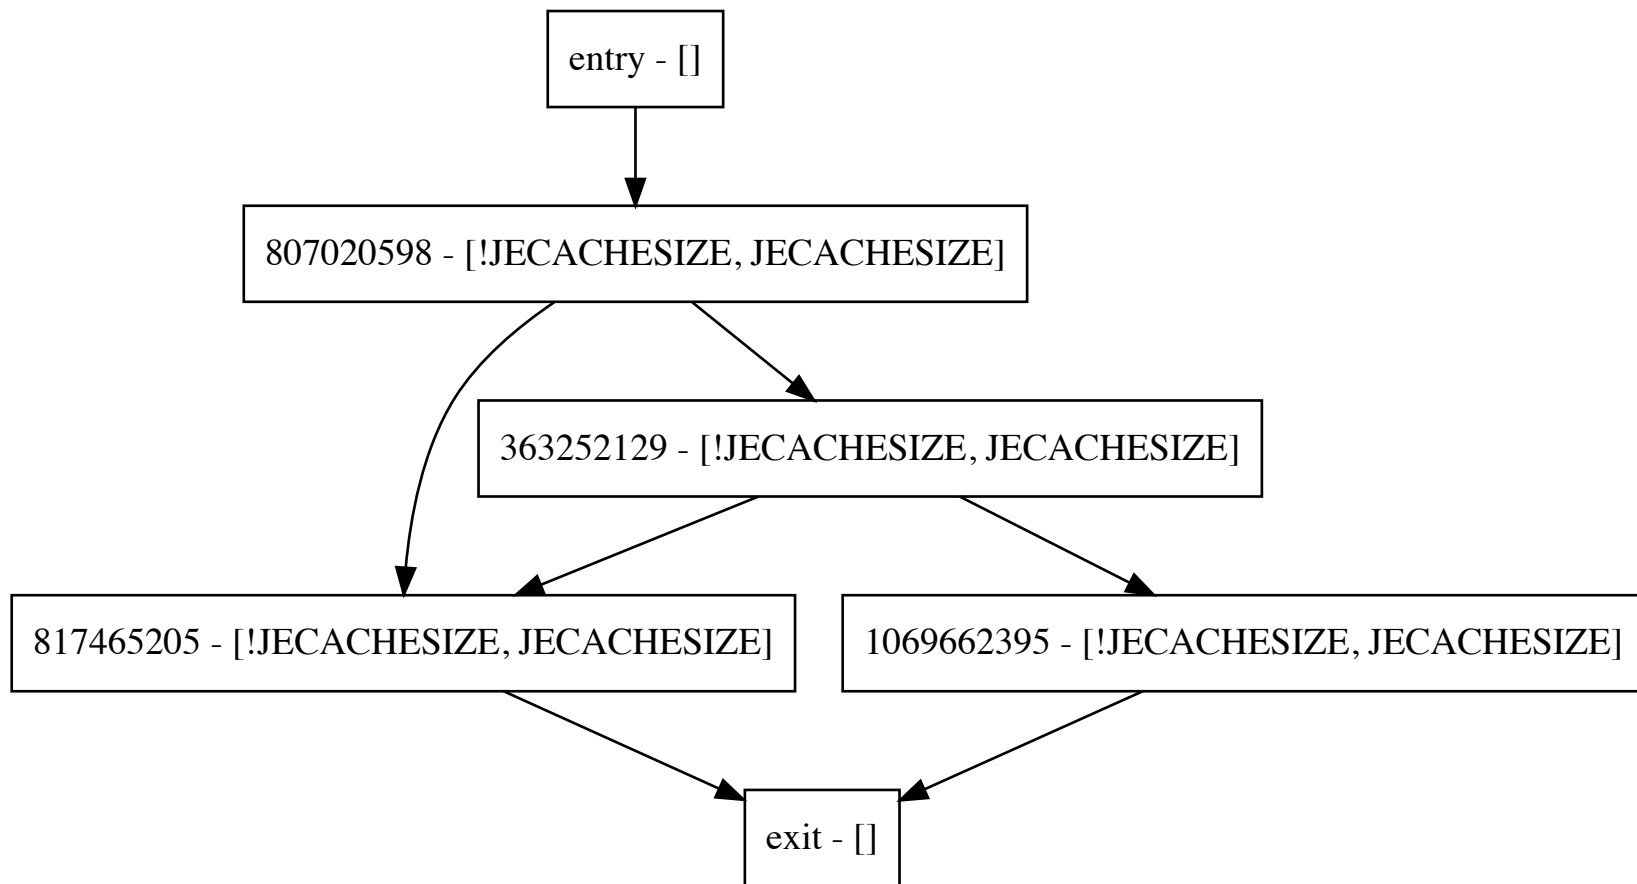 entry - []
807020598 - [!JECACHESIZE, JECACHESIZE]
363252129 - [!JECACHESIZE, JECACHESIZE]
817465205 - [!JECACHESIZE, JECACHESIZE]
1069662395 - [!JECACHESIZE, JECACHESIZE]
exit - []